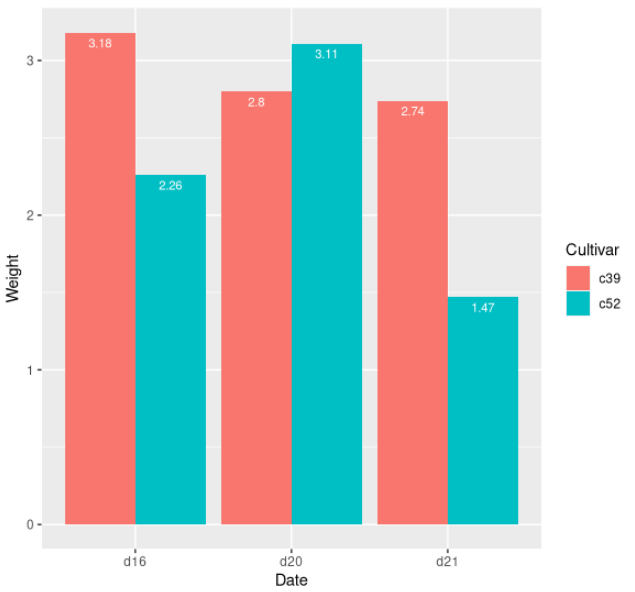 3.18
3.11
3
2.8
2.74
2.26
2
1.47
1
0
d16
d20
d21
Date
Weight
Cultivar
c39
c52